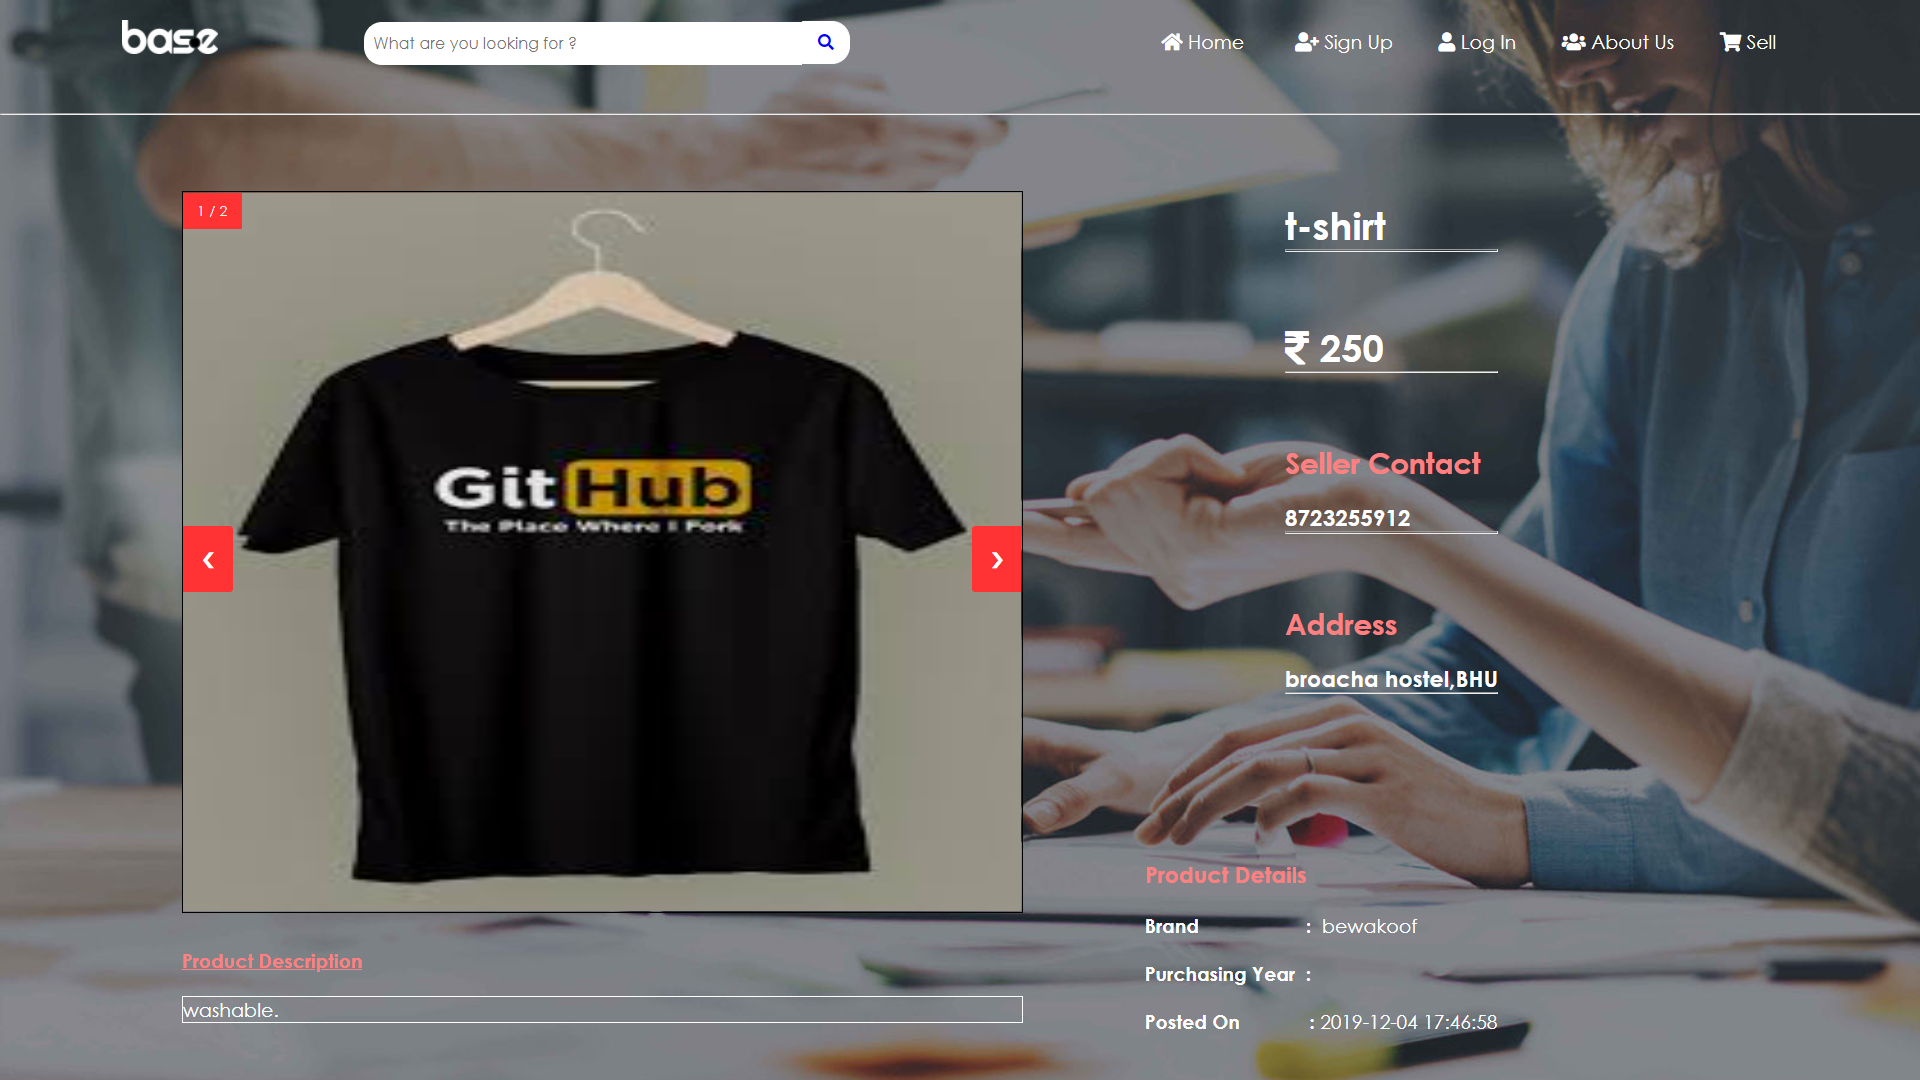 base
What are you looking for ?
Home
Sign Up
Log In
About Us
Sell
1 / 2
GitHub
The Place Where I Fork
❮
❯
t-shirt
₹ 250
Seller Contact
8723255912
Address
broacha hostel,BHU
Product Description
washable.
Product Details
Brand : bewakoof
Purchasing Year :
Posted On : 2019-12-04 17:46:58